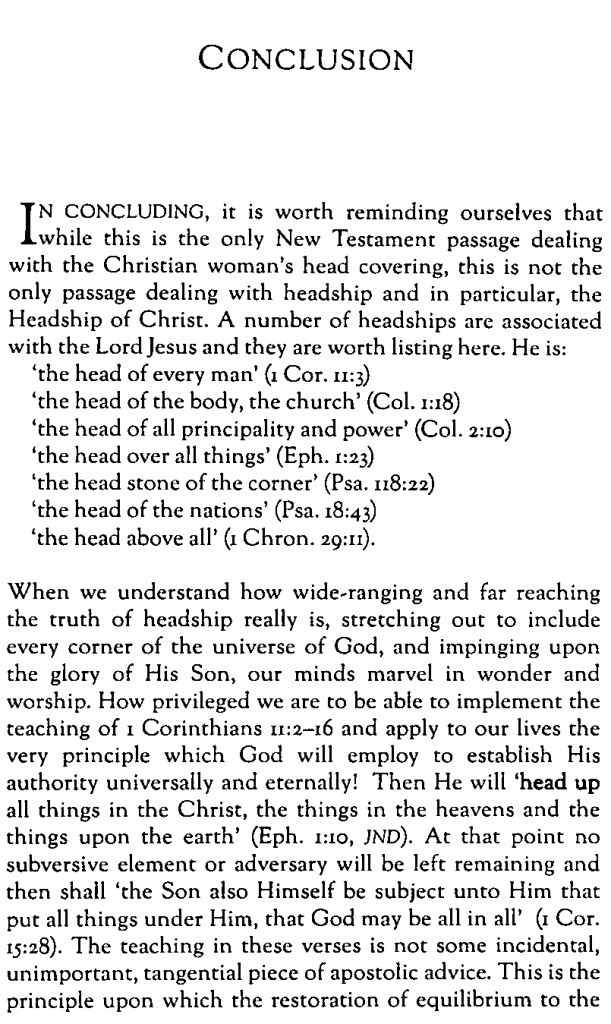 CONCLUSION
IN CONCLUDING, it is worth reminding ourselves that
while this is the only New Testament passage dealing
with the Christian woman's head covering, this is not the
only passage dealing with headship and in particular, the
Headship of Christ. A number of headships are associated
with the Lord Jesus and they are worth listing here. He is:
'the head of every man' (1 Cor. 11:3)
'the head of the body, the church' (Col. 1:18)
'the head of all principality and power' (Col. 2:10)
'the head over all things' (Eph. 1:23)
'the head stone of the corner' (Psa. 118:22)
'the head of the nations' (Psa. 18:43)
'the head above all' (1 Chron. 29:11).
When we understand how wide-ranging and far reaching
the truth of headship really is, stretching out to include
every corner of the universe of God, and impinging upon
the glory of His Son, our minds marvel in wonder and
worship. How privileged we are to be able to implement the
teaching of 1 Corinthians 11:2–16 and apply to our lives the
very principle which God will employ to establish His
authority universally and eternally! Then He will 'head up
all things in the Christ, the things in the heavens and the
things upon the earth' (Eph. 1:10, JND). At that point no
subversive element or adversary will be left remaining and
then shall 'the Son also Himself be subject unto Him that
put all things under Him, that God may be all in all' (1 Cor.
15:28). The teaching in these verses is not some incidental,
unimportant, tangential piece of apostolic advice. This is the
principle upon which the restoration of equilibrium to the